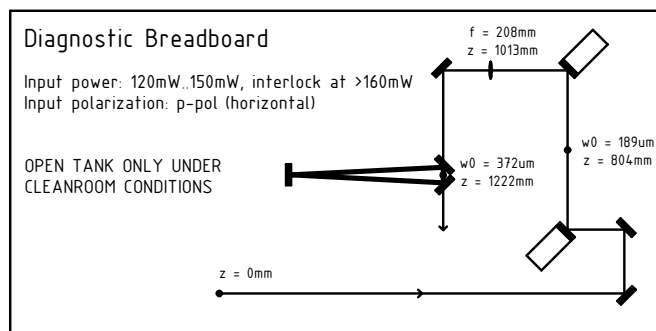 Diagnostic Breadboard
Input power: 120mW..150mW, interlock at >160mW
Input polarization: p-pol (horizontal)
OPEN TANK ONLY UNDER
CLEANROOM CONDITIONS
f = 208mm
z = 1013mm
w0 = 189um
z = 804mm
w0 = 372um
z = 1222mm
z = 0mm